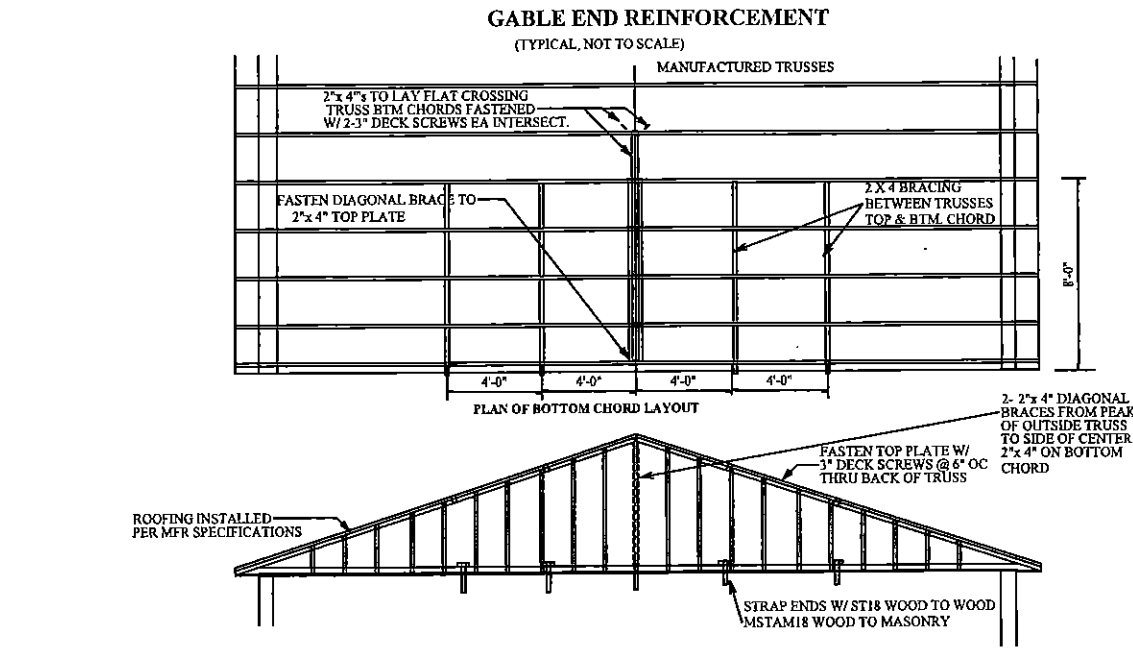 GABLE END REINFORCEMENT
(TYPICAL, NOT TO SCALE)
MANUFACTURED TRUSSES
2"x 4"'s TO LAY FLAT CROSSING
TRUSS BTM CHORDS FASTENED
W/ 2-3" DECK SCREWS EA INTERSECT.
FASTEN DIAGONAL BRACE TO
2"x 4" TOP PLATE
2 X 4 BRACING
BETWEEN TRUSSES
TOP & BTM. CHORD
8'-0"
4'-0" 4'-0" 4'-0" 4'-0"
PLAN OF BOTTOM CHORD LAYOUT
2- 2"x 4" DIAGONAL
BRACES FROM PEAK
OF OUTSIDE TRUSS
TO SIDE OF CENTER
2"x 4" ON BOTTOM
CHORD
FASTEN TOP PLATE W/
3" DECK SCREWS @ 6" OC
THRU BACK OF TRUSS
ROOFING INSTALLED
PER MFR SPECIFICATIONS
STRAP ENDS W/ ST18 WOOD TO WOOD
MSTAM18 WOOD TO MASONRY